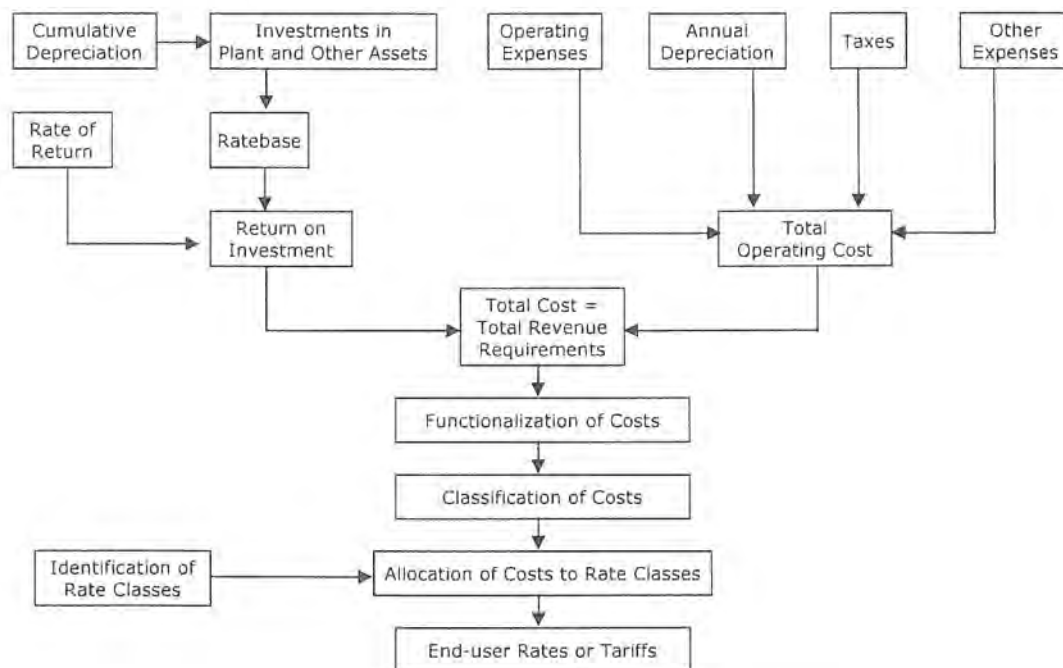 Cumulative
Depreciation
Investments in
Plant and Other Assets
Operating
Expenses
Annual
Depreciation
Taxes
Other
Expenses
Rate of
Return
Ratebase
Return on
Investment
Total
Operating Cost
Total Cost =
Total Revenue
Requirements
Functionalization of Costs
Classification of Costs
Identification of
Rate Classes
Allocation of Costs to Rate Classes
End-user Rates or Tariffs